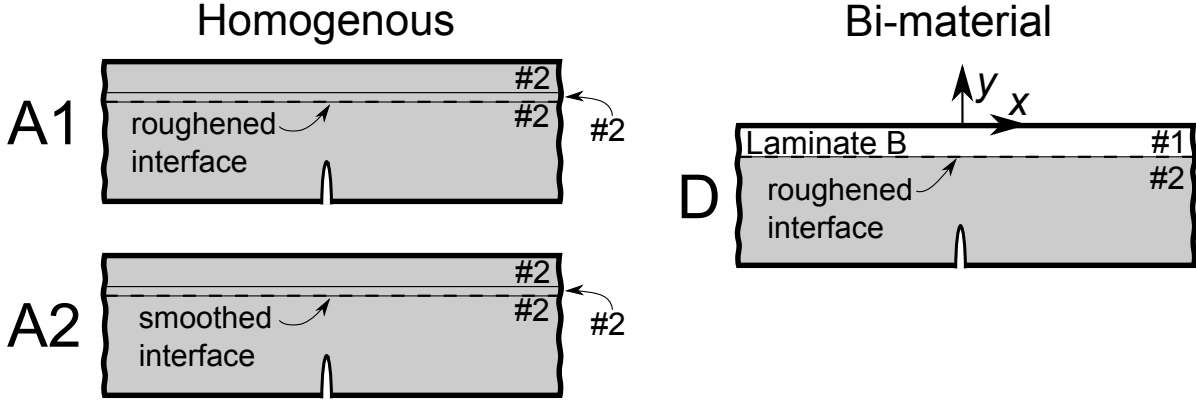 Homogenous
A1
#2
#2
#2
roughened
interface
A2
#2
#2
#2
smoothed
interface
Bi-material
y
x
D
Laminate B
#1
#2
roughened
interface